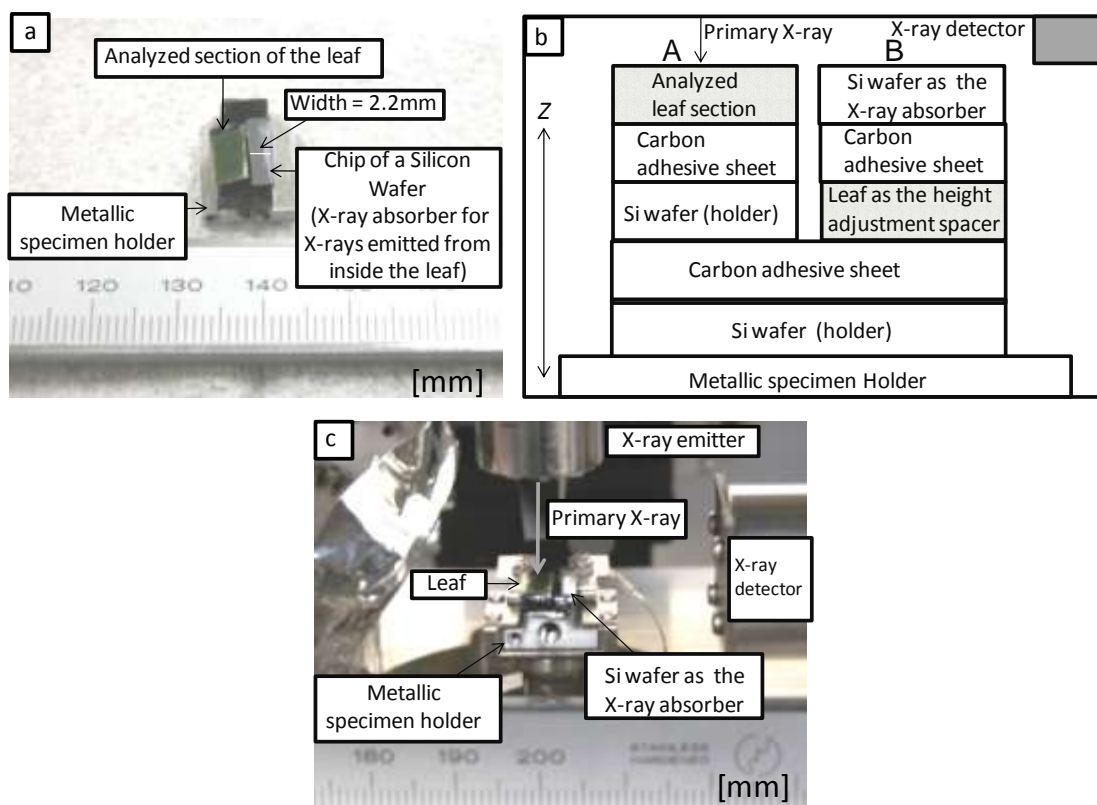 a
Analyzed section of the leaf
Width = 2.2mm
Chip of a Silicon
Wafer
(X-ray absorber for
X-rays emitted from
inside the leaf)
Metallic
specimen holder
120 130 140 150
[mm]
b
Primary X-ray
X-ray detector
A
B
Z
Analyzed
leaf section
Si wafer as the
X-ray absorber
Carbon
adhesive sheet
Carbon
adhesive sheet
Si wafer (holder)
Leaf as the height
adjustment spacer
Carbon adhesive sheet
Si wafer (holder)
Metallic specimen Holder
c
X-ray emitter
Primary X-ray
Leaf
X-ray
detector
Metallic
specimen holder
Si wafer as the
X-ray absorber
180 190 200
STAINLESS
HARDENED
[mm]